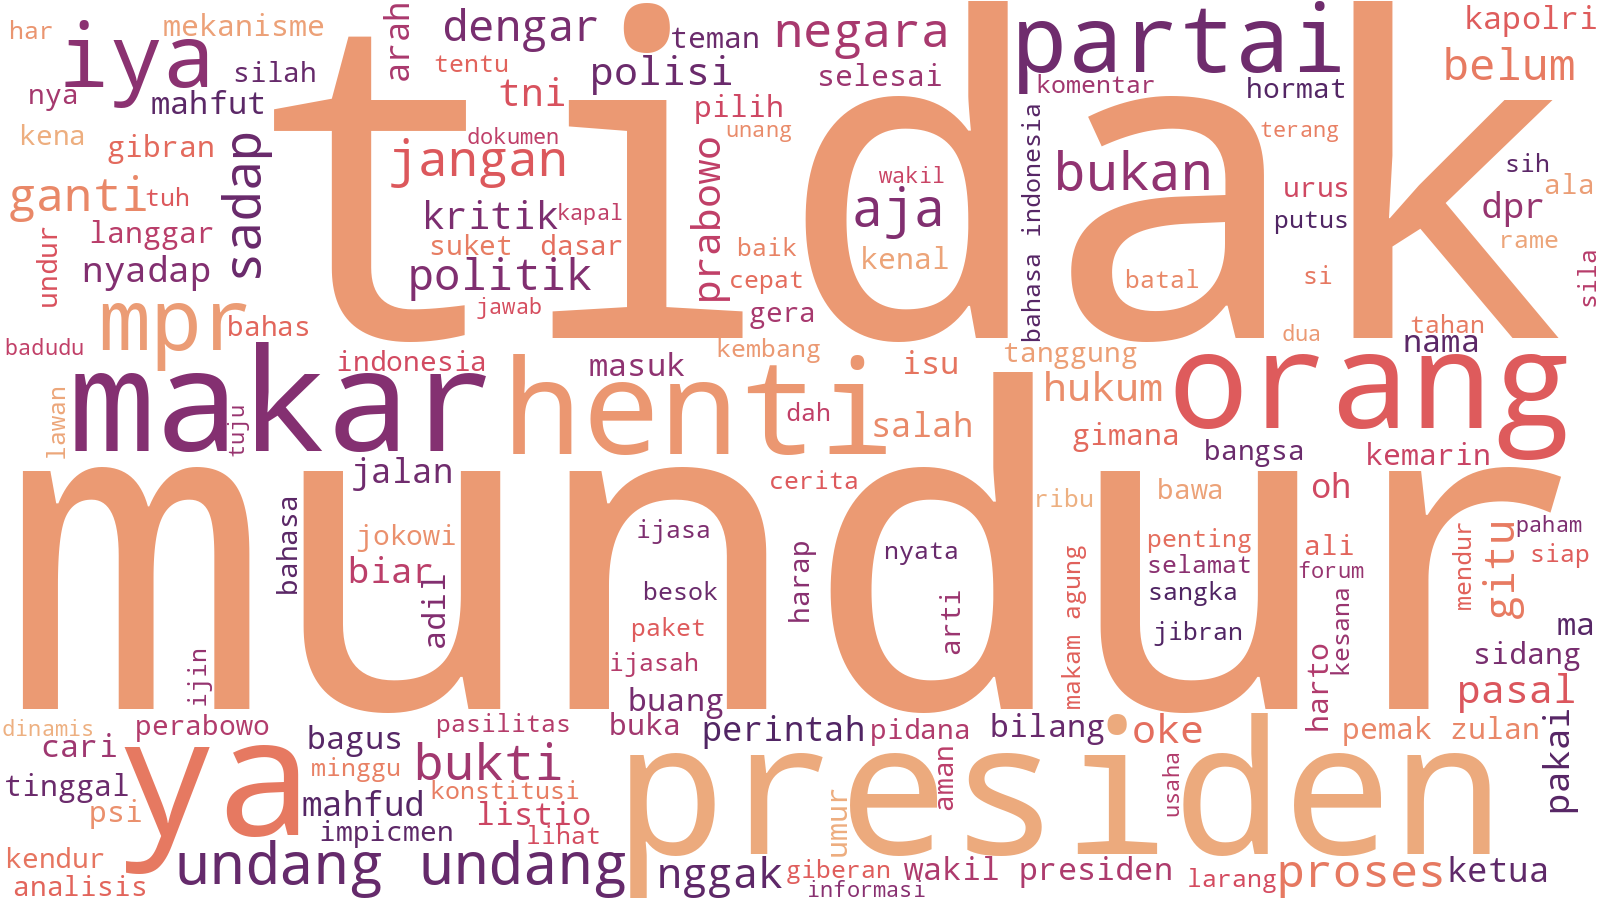 tidak
mundur
presiden
makar
henti
orang
ya
partai
iya
mpr
undang undang
har
mekanisme
arah
dengar
teman
negara
kapolri
silah
tentu
polisi
selesai
belum
nya
mahfut
tni
pilih
komentar
hormat
kena
gibran
sadap
dokumen
jangan
unang
bahasa indonesia
terang
bukan
sih
ganti
tuh
kritik
kapal
prabowo
wakil
aja
urus
ala
dpr
putus
langgar
undur
suket
dasar
baik
kenal
rame
nyadap
politik
cepat
batal
si
sila
jawab
gera
bahas
badudu
indonesia
masuk
kembang
isu
tanggung
dua
tahan
nama
lawan
tuju
dah
salah
hukum
gimana
bangsa
kemarin
jalan
cerita
ribu
bawa
oh
bahasa
jokowi
biar
adil
ijasa
harap
nyata
penting
selamat
sangka
ali
forum
mendur
gitu
paham
siap
besok
paket
arti
makam agung
jibran
kesana
ma
ijin
ijasah
buang
harto
sidang
pasal
dinamis
perabowo
pasilitas
buka
perintah
pidana
bilang
oke
pemak zulan
pakai
cari
bagus
minggu
bukti
tinggal
konstitusi
aman
usaha
psi
mahfud
listio
umur
impicmen
lihat
kendur
analisis
nggak
giberan
informasi
wakil presiden
larang
proses
ketua